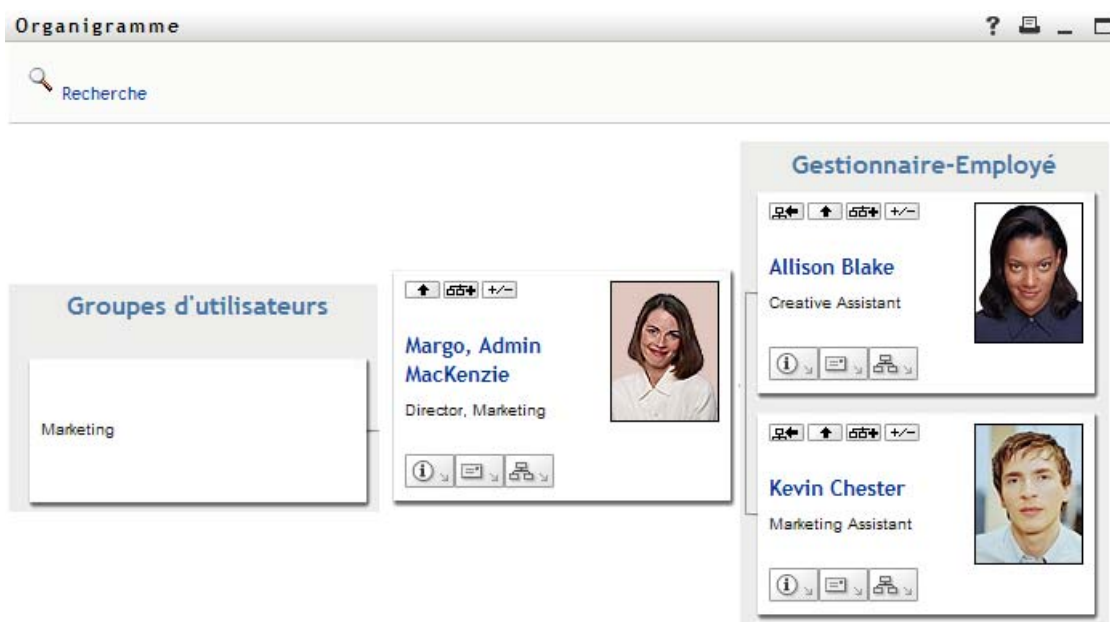 Organigramme
?
Recherche
Groupes d'utilisateurs
Marketing
+/−
Margo, Admin
MacKenzie
Director, Marketing
Gestionnaire-Employé
+/−
Allison Blake
Creative Assistant
+/−
Kevin Chester
Marketing Assistant